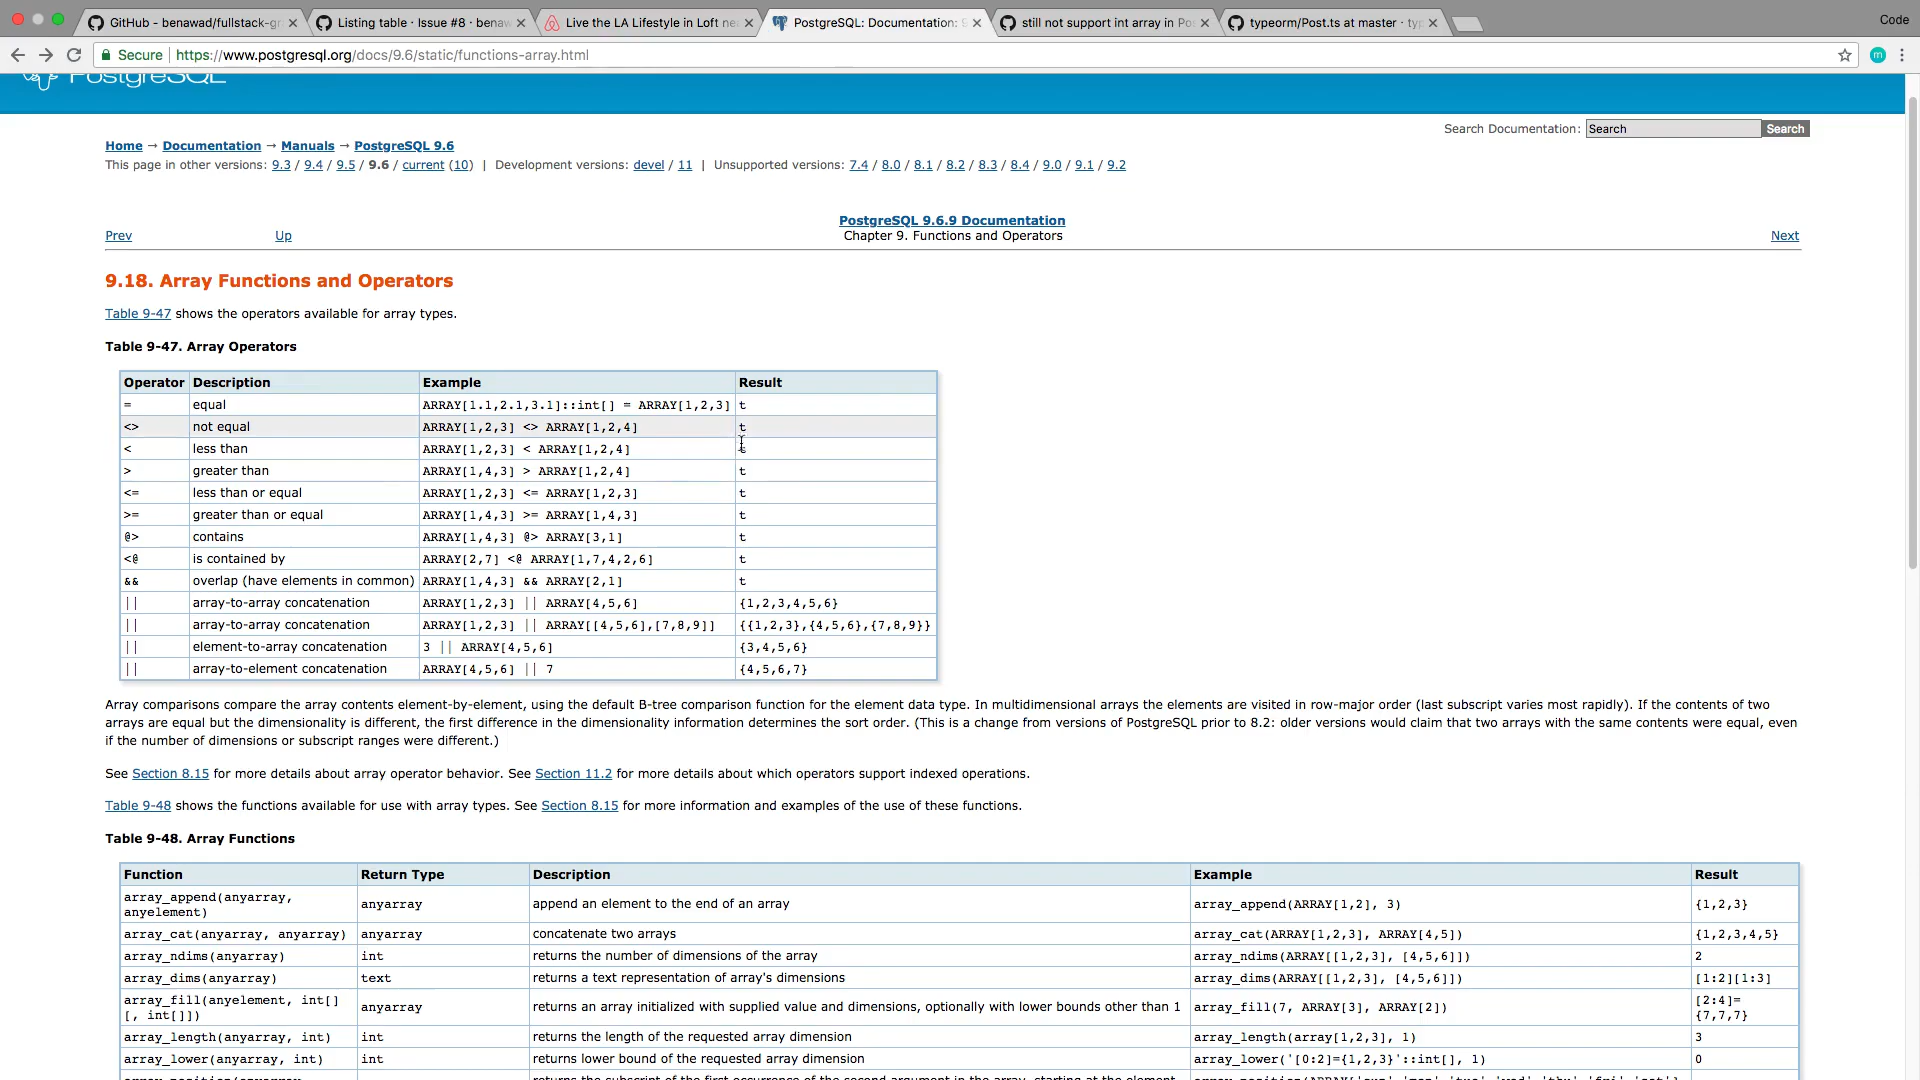 GitHub - benawad/fullstack-gr
Listing table · Issue #8 · benaw
Live the LA Lifestyle in Loft ne
PostgreSQL: Documentation: 9
still not support int array in Po
typeorm/Post.ts at master · typ
Code
Secure https://www.postgresql.org/docs/9.6/static/functions-array.html
m
PostgreSQL
Search Documentation: Search Search
Home → Documentation → Manuals → PostgreSQL 9.6
This page in other versions: 9.3 / 9.4 / 9.5 / 9.6 / current (10) | Development versions: devel / 11 | Unsupported versions: 7.4 / 8.0 / 8.1 / 8.2 / 8.3 / 8.4 / 9.0 / 9.1 / 9.2
PostgreSQL 9.6.9 Documentation
Prev Up Chapter 9. Functions and Operators Next
9.18. Array Functions and Operators
Table 9-47 shows the operators available for array types.
Table 9-47. Array Operators
Operator Description Example Result
= equal ARRAY[1.1,2.1,3.1]::int[] = ARRAY[1,2,3] t
<> not equal ARRAY[1,2,3] <> ARRAY[1,2,4] t
< less than ARRAY[1,2,3] < ARRAY[1,2,4] t
> greater than ARRAY[1,4,3] > ARRAY[1,2,4] t
<= less than or equal ARRAY[1,2,3] <= ARRAY[1,2,3] t
>= greater than or equal ARRAY[1,4,3] >= ARRAY[1,4,3] t
@> contains ARRAY[1,4,3] @> ARRAY[3,1] t
<@ is contained by ARRAY[2,7] <@ ARRAY[1,7,4,2,6] t
&& overlap (have elements in common) ARRAY[1,4,3] && ARRAY[2,1] t
|| array-to-array concatenation ARRAY[1,2,3] || ARRAY[4,5,6] {1,2,3,4,5,6}
|| array-to-array concatenation ARRAY[1,2,3] || ARRAY[[4,5,6],[7,8,9]] {{1,2,3},{4,5,6},{7,8,9}}
|| element-to-array concatenation 3 || ARRAY[4,5,6] {3,4,5,6}
|| array-to-element concatenation ARRAY[4,5,6] || 7 {4,5,6,7}
Array comparisons compare the array contents element-by-element, using the default B-tree comparison function for the element data type. In multidimensional arrays the elements are visited in row-major order (last subscript varies most rapidly). If the contents of two
arrays are equal but the dimensionality is different, the first difference in the dimensionality information determines the sort order. (This is a change from versions of PostgreSQL prior to 8.2: older versions would claim that two arrays with the same contents were equal, even
if the number of dimensions or subscript ranges were different.)
See Section 8.15 for more details about array operator behavior. See Section 11.2 for more details about which operators support indexed operations.
Table 9-48 shows the functions available for use with array types. See Section 8.15 for more information and examples of the use of these functions.
Table 9-48. Array Functions
Function Return Type Description Example Result
array_append(anyarray,
anyelement) anyarray append an element to the end of an array array_append(ARRAY[1,2], 3) {1,2,3}
array_cat(anyarray, anyarray) anyarray concatenate two arrays array_cat(ARRAY[1,2,3], ARRAY[4,5]) {1,2,3,4,5}
array_ndims(anyarray) int returns the number of dimensions of the array array_ndims(ARRAY[[1,2,3], [4,5,6]]) 2
array_dims(anyarray) text returns a text representation of array's dimensions array_dims(ARRAY[[1,2,3], [4,5,6]]) [1:2][1:3]
array_fill(anyelement, int[]
[, int[]]) anyarray returns an array initialized with supplied value and dimensions, optionally with lower bounds other than 1 array_fill(7, ARRAY[3], ARRAY[2]) [2:4]=
{7,7,7}
array_length(anyarray, int) int returns the length of the requested array dimension array_length(array[1,2,3], 1) 3
array_lower(anyarray, int) int returns lower bound of the requested array dimension array_lower('[0:2]={1,2,3}'::int[], 1) 0
returns the subscript of the first occurrence of the second argument in the array, starting at the element